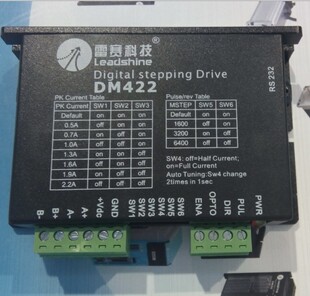 雷赛科技
Leadshine
Digital stepping Drive
DM422
RS232
PK Current Table
PK Current SW1 SW2 SW3
Default on on on
0.5A off on on
0.7A on off on
1.0A off off on
1.3A on on off
1.6A off on off
1.9A on off off
2.2A off off off
Pulse/rev Table
MSTEP SW5 SW6
Default on on
1600 off on
3200 on off
6400 off off
SW4: off=Half Current;
on=Full Current;
Auto Tuning:Sw4 change
2times in 1sec
B-
B+
A-
A+
+Vdc
GND
SW1
SW2
SW3
SW4
SW5
SW6
ENA
OPTO
DIR
PUL
PWR